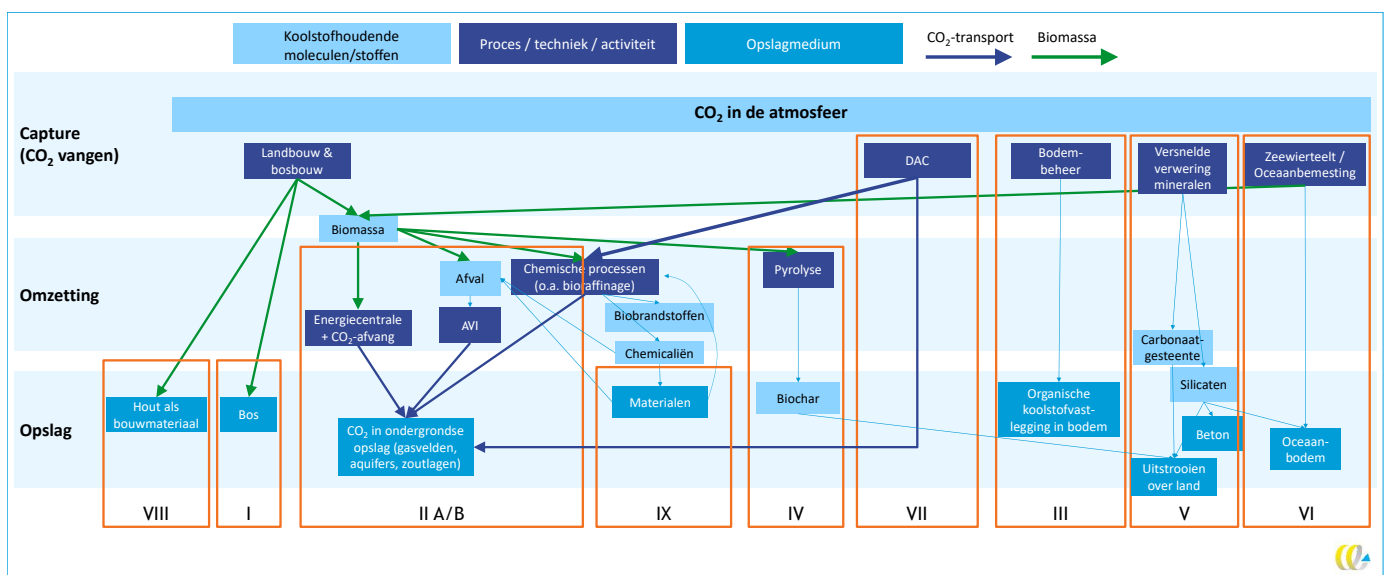 Koolstofhoudende
moleculen/stoffen
Proces / techniek / activiteit
Opslagmedium
CO₂-transport
Biomassa
CO₂ in de atmosfeer
Capture
(CO₂ vangen)
Landbouw &
bosbouw
DAC
Bodem-
beheer
Versnelde
verwering
mineralen
Zeewierteelt /
Oceaanbemesting
Biomassa
Omzetting
Afval
Chemische processen
(o.a. bioraffinage)
Pyrolyse
Energiecentrale
+ CO₂-afvang
AVI
Biobrandstoffen
Chemicaliën
Carbonaat-
gesteente
Silicaten
Opslag
Hout als
bouwmateriaal
Bos
CO₂ in ondergrondse
opslag (gasvelden,
aquifers, zoutlagen)
Materialen
Biochar
Organische
koolstofvast-
legging in bodem
Beton
Uitstrooien
over land
Oceaan-
bodem
VIII
I
II A/B
IX
IV
VII
III
V
VI